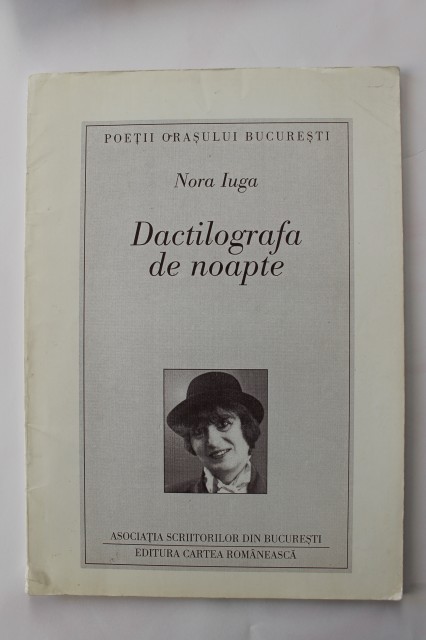 POEȚII ORAȘULUI BUCUREȘTI
Nora Iuga
Dactilografa
de noapte
ASOCIAȚIA SCRIITORILOR DIN BUCUREȘTI
EDITURA CARTEA ROMÂNEASCĂ